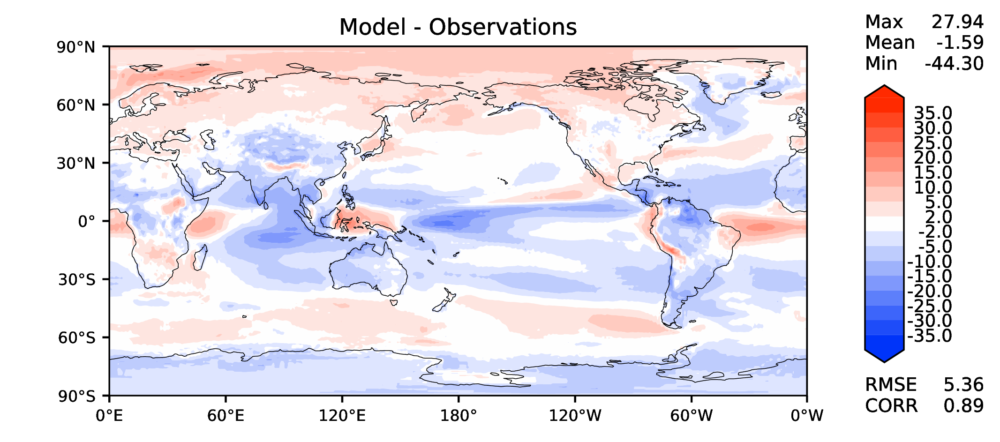 Model - Observations
Max 27.94
Mean -1.59
Min -44.30
90°N
60°N
30°N
0°
30°S
60°S
90°S
0°E 60°E 120°E 180° 120°W 60°W 0°W
35.0
30.0
25.0
20.0
15.0
10.0
5.0
2.0
-2.0
-5.0
-10.0
-15.0
-20.0
-25.0
-30.0
-35.0
RMSE 5.36
CORR 0.89